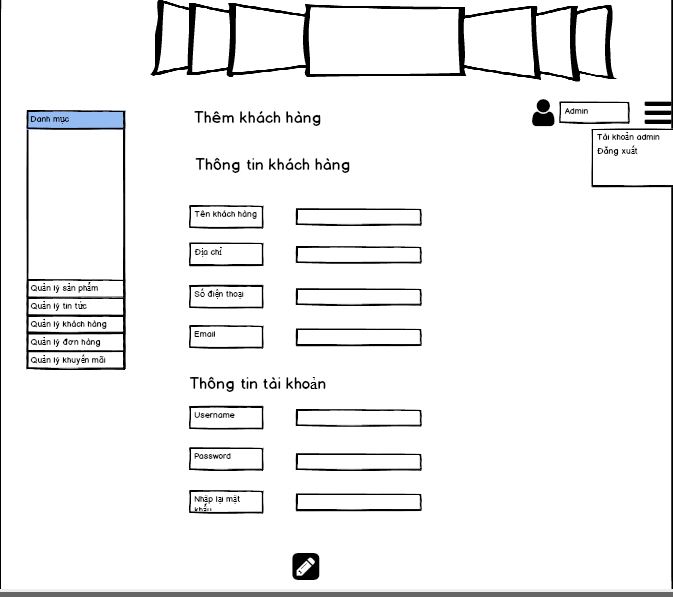 Danh mục
Thêm khách hàng
Admin
Tài khoản admin
Đăng xuất
Thông tin khách hàng
Tên khách hàng
Địa chỉ
Số điện thoại
Email
Quản lý sản phẩm
Quản lý tin tức
Quản lý khách hàng
Quản lý đơn hàng
Quản lý khuyến mãi
Thông tin tài khoản
Username
Password
Nhập lại mật
khẩu